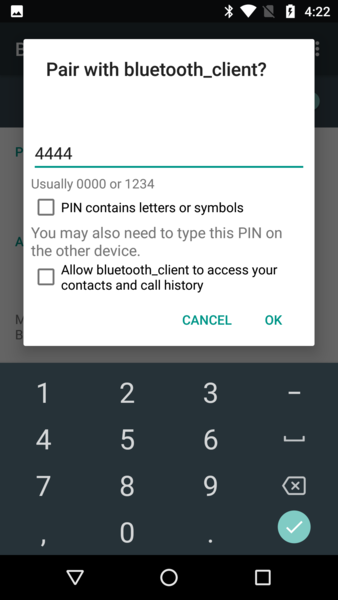 4:22
B
Pair with bluetooth_client?
P
4444
Usually 0000 or 1234
PIN contains letters or symbols
You may also need to type this PIN on
the other device.
A
Allow bluetooth_client to access your
contacts and call history
M
B
CANCEL OK
1 2 3 –
4 5 6
7 8 9
, 0 .